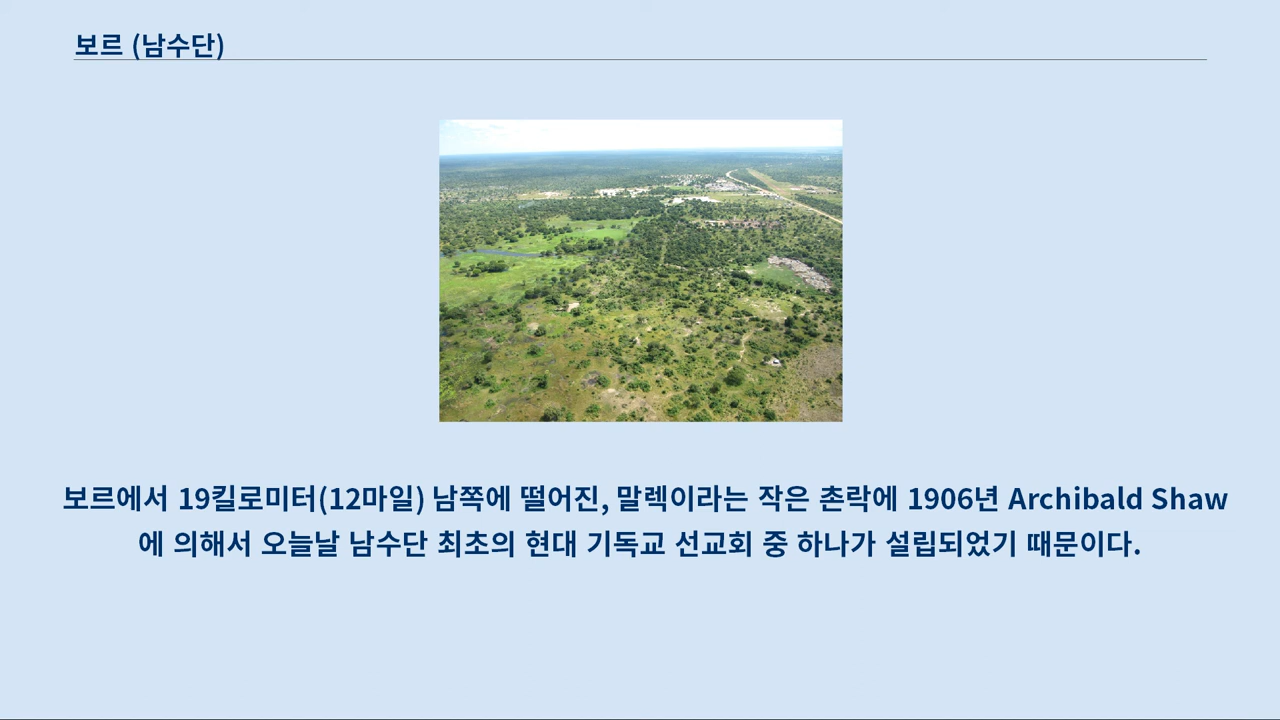 보르 (남수단)
보르에서 19킬로미터(12마일) 남쪽에 떨어진, 말렉이라는 작은 촌락에 1906년 Archibald Shaw
에 의해서 오늘날 남수단 최초의 현대 기독교 선교회 중 하나가 설립되었기 때문이다.